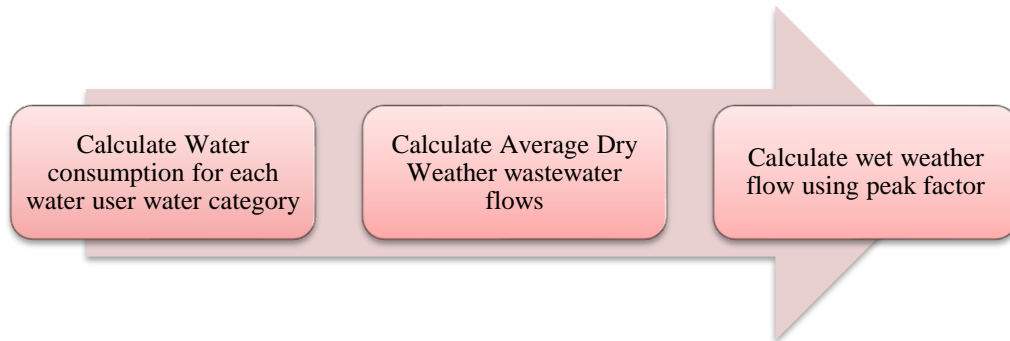 Calculate Water
consumption for each
water user water category
Calculate Average Dry
Weather wastewater
flows
Calculate wet weather
flow using peak factor